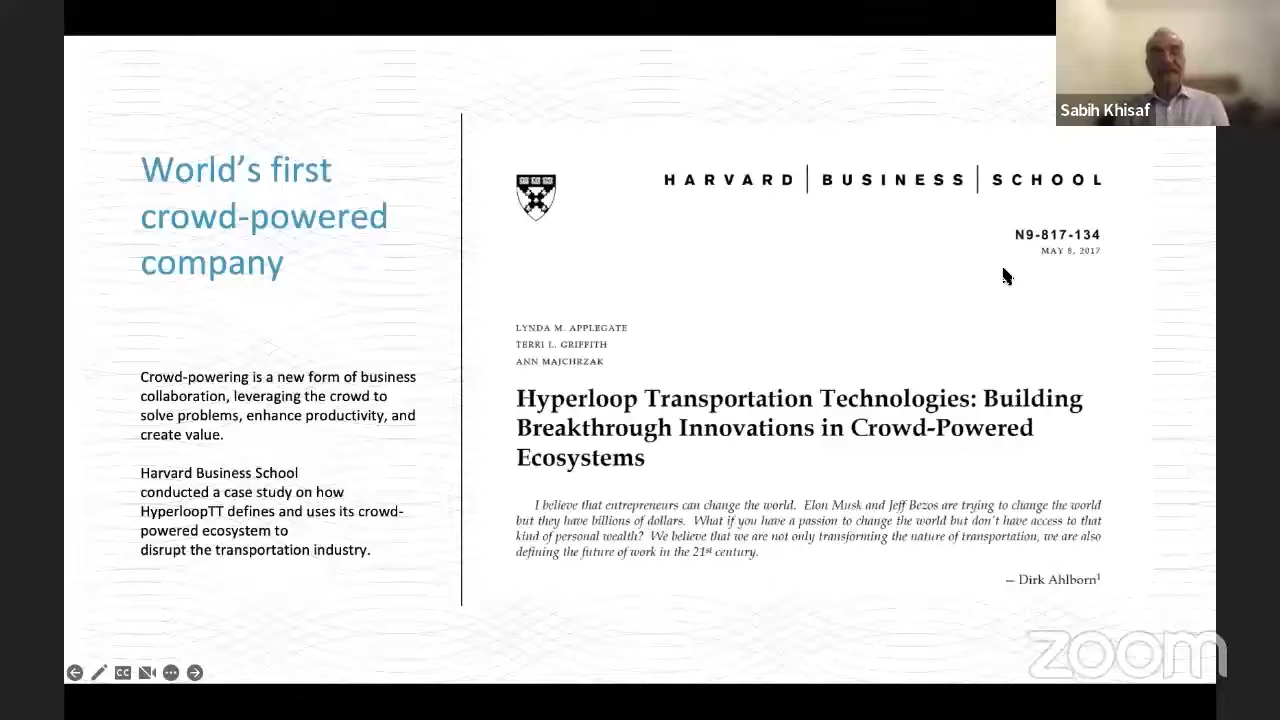 Sabih Khisaf
World's first
crowd-powered
company
Crowd-powering is a new form of business
collaboration, leveraging the crowd to
solve problems, enhance productivity, and
create value.
Harvard Business School
conducted a case study on how
HyperloopTT defines and uses its crowd-
powered ecosystem to
disrupt the transportation industry.
HARVARD | BUSINESS | SCHOOL
N9-817-134
MAY 8, 2017
LYNDA M. APPLEGATE
TERRI L. GRIFFITH
ANN MAJCHRZAK
Hyperloop Transportation Technologies: Building
Breakthrough Innovations in Crowd-Powered
Ecosystems
I believe that entrepreneurs can change the world. Elon Musk and Jeff Bezos are trying to change the world
but they have billions of dollars. What if you have a passion to change the world but don't have access to that
kind of personal wealth? We believe that we are not only transforming the nature of transportation, we are also
defining the future of work in the 21st century.
— Dirk Ahlborn1
CC
zoom